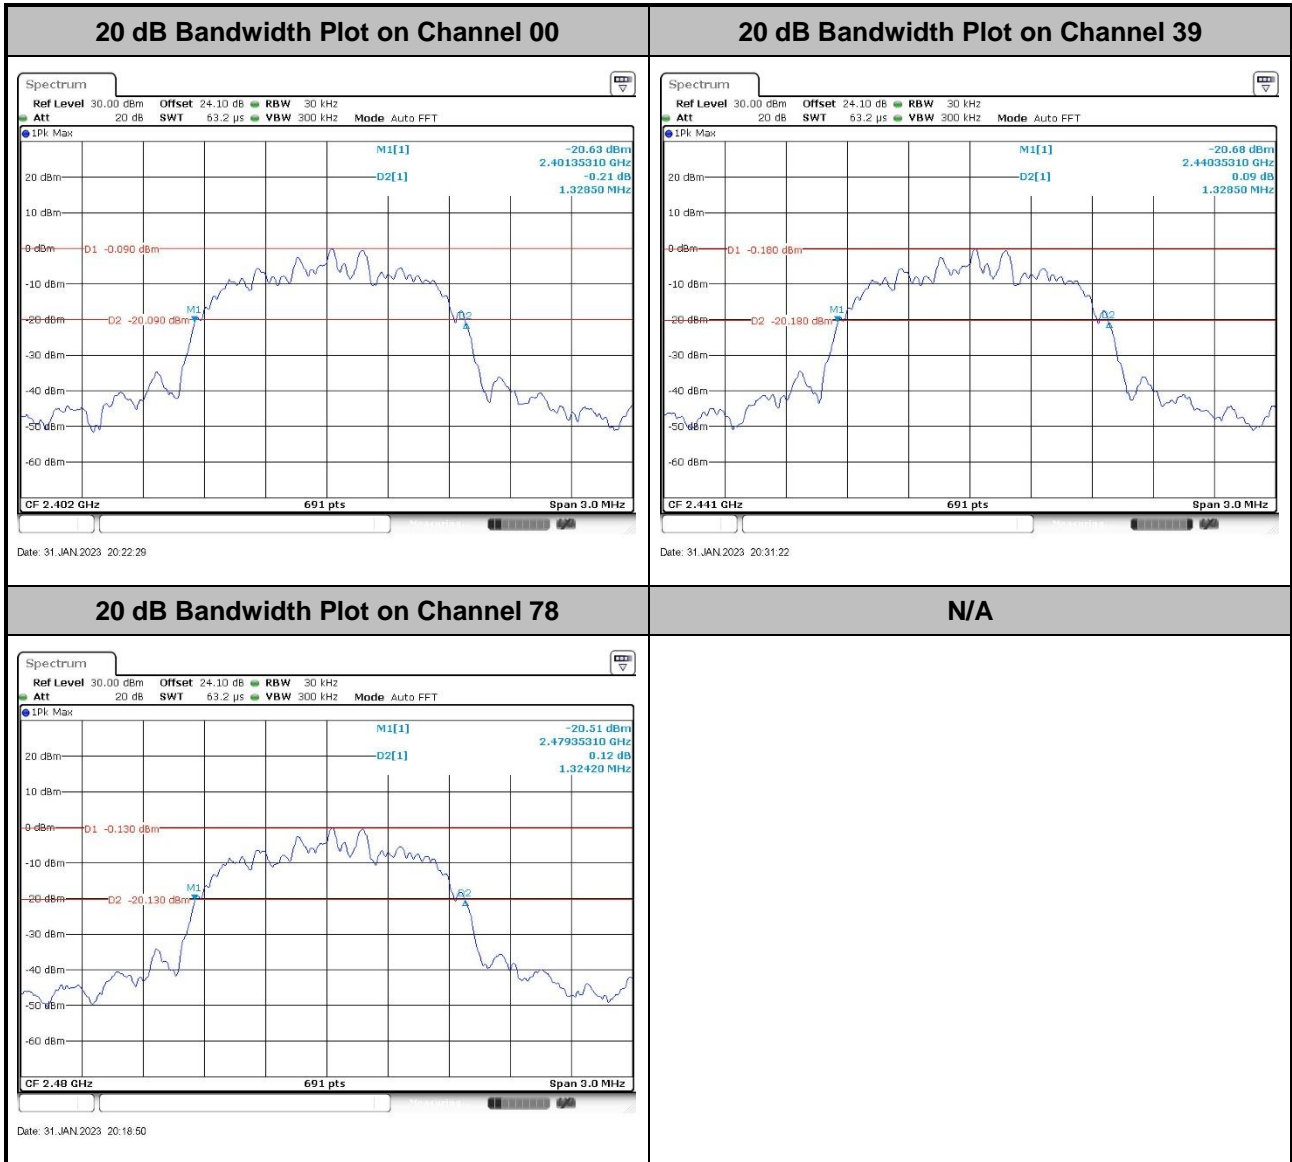 20 dB Bandwidth Plot on Channel 00
Spectrum
Ref Level 30.00 dBm Offset 24.10 dB RBW 30 kHz
Att 20 dB SWT 63.2 µs VBW 300 kHz Mode Auto FFT
1Pk Max
M1[1] -20.63 dBm
2.40135310 GHz
D2[1] -0.21 dB
1.32850 MHz
20 dBm
10 dBm
0 dBm
D1 -0.090 dBm
-10 dBm
M1
-20 dBm
D2 -20.090 dBm
D2
-30 dBm
-40 dBm
-50 dBm
-60 dBm
CF 2.402 GHz 691 pts Span 3.0 MHz
Date: 31.JAN.2023 20:22:29
20 dB Bandwidth Plot on Channel 39
Spectrum
Ref Level 30.00 dBm Offset 24.10 dB RBW 30 kHz
Att 20 dB SWT 63.2 µs VBW 300 kHz Mode Auto FFT
1Pk Max
M1[1] -20.68 dBm
2.44035310 GHz
D2[1] 0.09 dB
1.32850 MHz
20 dBm
10 dBm
0 dBm
D1 -0.180 dBm
-10 dBm
M1
-20 dBm
D2 -20.180 dBm
D2
-30 dBm
-40 dBm
-50 dBm
-60 dBm
CF 2.441 GHz 691 pts Span 3.0 MHz
Date: 31.JAN.2023 20:31:22
20 dB Bandwidth Plot on Channel 78
Spectrum
Ref Level 30.00 dBm Offset 24.10 dB RBW 30 kHz
Att 20 dB SWT 63.2 µs VBW 300 kHz Mode Auto FFT
1Pk Max
M1[1] -20.51 dBm
2.47935310 GHz
D2[1] 0.12 dB
1.32420 MHz
20 dBm
10 dBm
0 dBm
D1 -0.130 dBm
-10 dBm
M1
-20 dBm
D2 -20.130 dBm
D2
-30 dBm
-40 dBm
-50 dBm
-60 dBm
CF 2.48 GHz 691 pts Span 3.0 MHz
Date: 31.JAN.2023 20:18:50
N/A